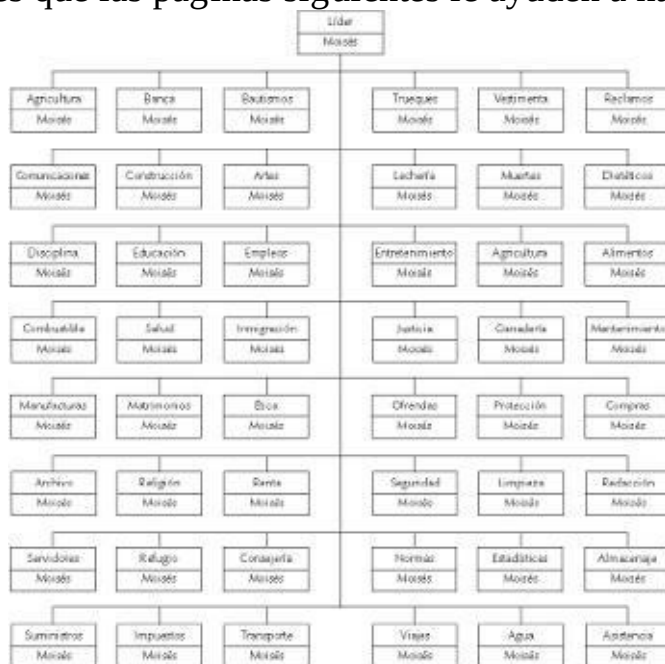 que las páginas siguientes le ayuden a
Líder
Moisés
Agricultura Banca Bautismos Trueques Vestimenta Reclamos
Moisés Moisés Moisés Moisés Moisés Moisés
Comunicaciones Construcción Artes Lechería Muertes Dietéticos
Moisés Moisés Moisés Moisés Moisés Moisés
Disciplina Educación Empleos Entretenimiento Agricultura Alimentos
Moisés Moisés Moisés Moisés Moisés Moisés
Combustible Salud Inmigración Justicia Ganadería Mantenimiento
Moisés Moisés Moisés Moisés Moisés Moisés
Manufacturas Matrimonios Ética Ofrendas Protección Compras
Moisés Moisés Moisés Moisés Moisés Moisés
Archivo Religión Renta Seguridad Limpieza Redacción
Moisés Moisés Moisés Moisés Moisés Moisés
Servidores Refugio Consejería Normas Estadísticas Almacenaje
Moisés Moisés Moisés Moisés Moisés Moisés
Suministros Impuestos Transporte Viajes Agua Asistencia
Moisés Moisés Moisés Moisés Moisés Moisés